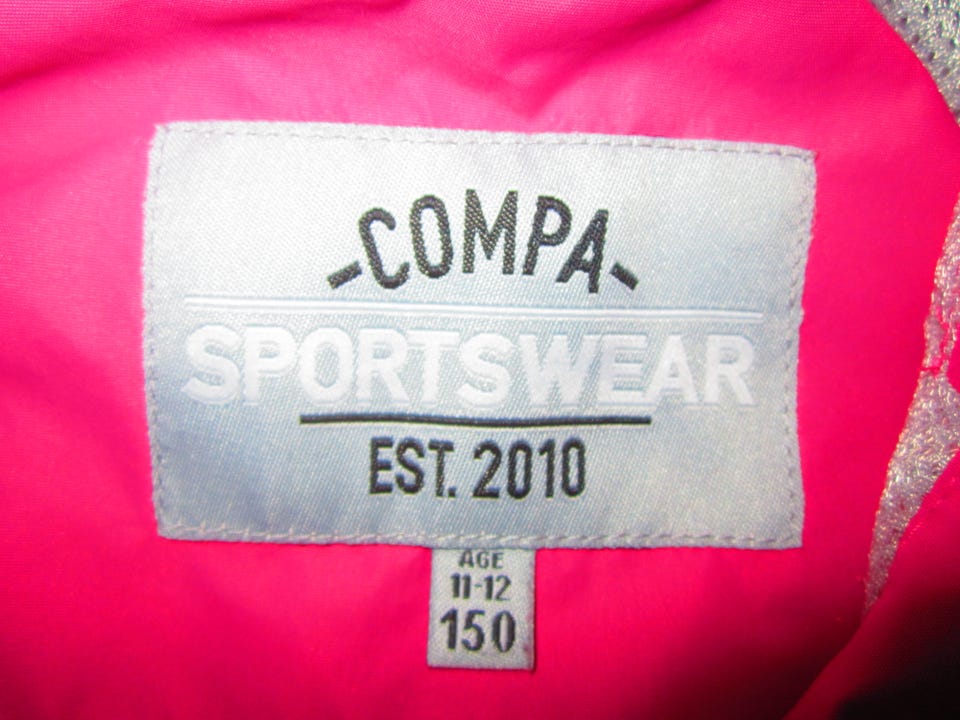 -COMPA-
SPORTSWEAR
EST. 2010
AGE
11-12
150